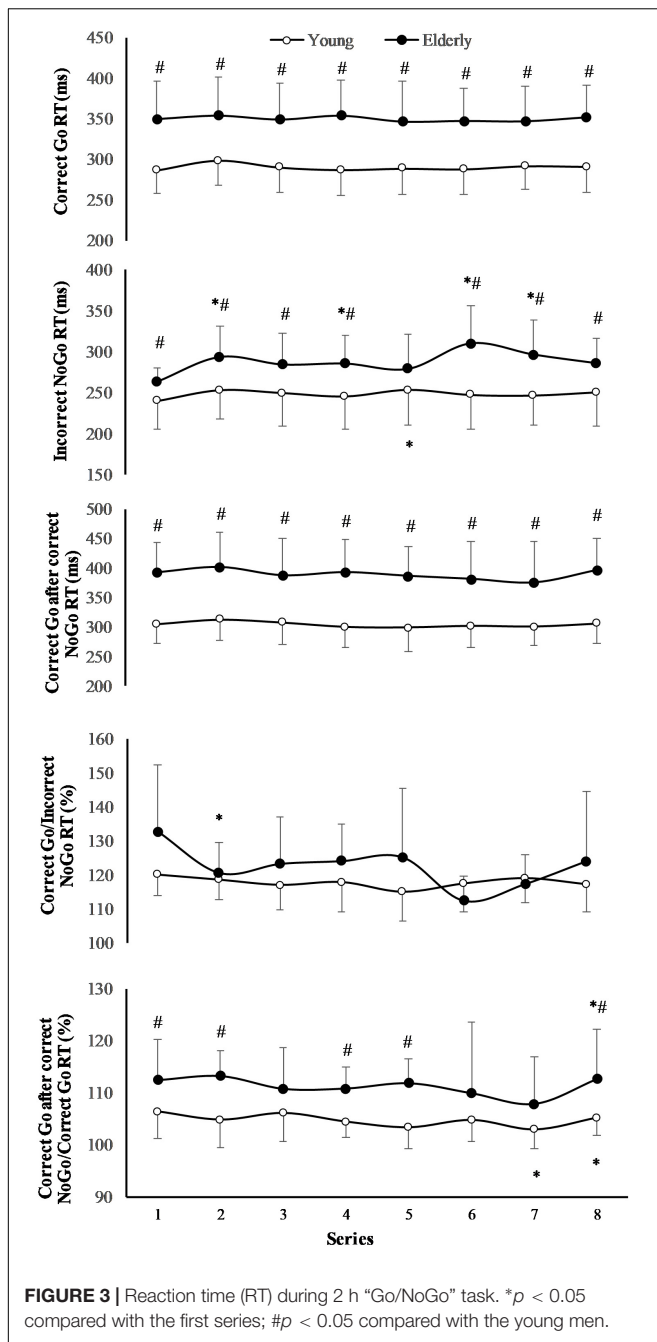 Young Elderly
450
400
350
300
250
200
Correct Go RT (ms)
# # # # # # # #
400
350
300
250
200
150
Incorrect NoGo RT (ms)
# *# # *# *# *# #
*
500
450
400
350
300
250
200
Correct Go after correct
NoGo RT (ms)
# # # # # # # #
160
150
140
130
120
110
100
Correct Go/Incorrect
NoGo RT (%)
*
130
120
110
100
90
Correct Go after correct
NoGo/Correct Go RT (%)
# # # # *#
* *
1 2 3 4 5 6 7 8
Series
FIGURE 3 | Reaction time (RT) during 2 h “Go/NoGo” task. *p < 0.05
compared with the first series; #p < 0.05 compared with the young men.